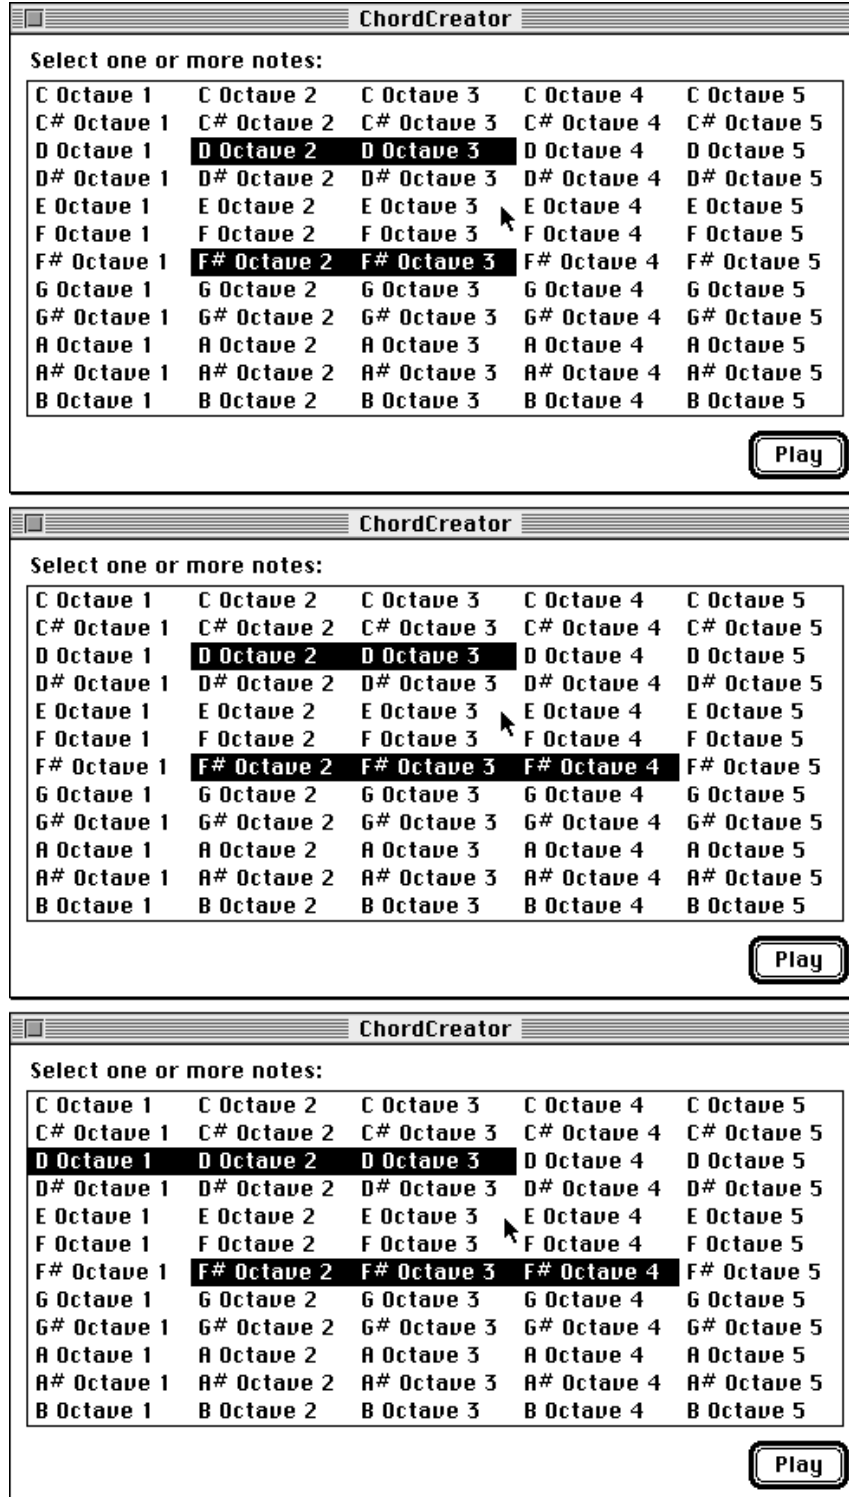 ChordCreator
Select one or more notes:
C Octave 1 C Octave 2 C Octave 3 C Octave 4 C Octave 5
C# Octave 1 C# Octave 2 C# Octave 3 C# Octave 4 C# Octave 5
D Octave 1 D Octave 2 D Octave 3 D Octave 4 D Octave 5
D# Octave 1 D# Octave 2 D# Octave 3 D# Octave 4 D# Octave 5
E Octave 1 E Octave 2 E Octave 3 E Octave 4 E Octave 5
F Octave 1 F Octave 2 F Octave 3 F Octave 4 F Octave 5
F# Octave 1 F# Octave 2 F# Octave 3 F# Octave 4 F# Octave 5
G Octave 1 G Octave 2 G Octave 3 G Octave 4 G Octave 5
G# Octave 1 G# Octave 2 G# Octave 3 G# Octave 4 G# Octave 5
A Octave 1 A Octave 2 A Octave 3 A Octave 4 A Octave 5
A# Octave 1 A# Octave 2 A# Octave 3 A# Octave 4 A# Octave 5
B Octave 1 B Octave 2 B Octave 3 B Octave 4 B Octave 5
Play
ChordCreator
Select one or more notes:
C Octave 1 C Octave 2 C Octave 3 C Octave 4 C Octave 5
C# Octave 1 C# Octave 2 C# Octave 3 C# Octave 4 C# Octave 5
D Octave 1 D Octave 2 D Octave 3 D Octave 4 D Octave 5
D# Octave 1 D# Octave 2 D# Octave 3 D# Octave 4 D# Octave 5
E Octave 1 E Octave 2 E Octave 3 E Octave 4 E Octave 5
F Octave 1 F Octave 2 F Octave 3 F Octave 4 F Octave 5
F# Octave 1 F# Octave 2 F# Octave 3 F# Octave 4 F# Octave 5
G Octave 1 G Octave 2 G Octave 3 G Octave 4 G Octave 5
G# Octave 1 G# Octave 2 G# Octave 3 G# Octave 4 G# Octave 5
A Octave 1 A Octave 2 A Octave 3 A Octave 4 A Octave 5
A# Octave 1 A# Octave 2 A# Octave 3 A# Octave 4 A# Octave 5
B Octave 1 B Octave 2 B Octave 3 B Octave 4 B Octave 5
Play
ChordCreator
Select one or more notes:
C Octave 1 C Octave 2 C Octave 3 C Octave 4 C Octave 5
C# Octave 1 C# Octave 2 C# Octave 3 C# Octave 4 C# Octave 5
D Octave 1 D Octave 2 D Octave 3 D Octave 4 D Octave 5
D# Octave 1 D# Octave 2 D# Octave 3 D# Octave 4 D# Octave 5
E Octave 1 E Octave 2 E Octave 3 E Octave 4 E Octave 5
F Octave 1 F Octave 2 F Octave 3 F Octave 4 F Octave 5
F# Octave 1 F# Octave 2 F# Octave 3 F# Octave 4 F# Octave 5
G Octave 1 G Octave 2 G Octave 3 G Octave 4 G Octave 5
G# Octave 1 G# Octave 2 G# Octave 3 G# Octave 4 G# Octave 5
A Octave 1 A Octave 2 A Octave 3 A Octave 4 A Octave 5
A# Octave 1 A# Octave 2 A# Octave 3 A# Octave 4 A# Octave 5
B Octave 1 B Octave 2 B Octave 3 B Octave 4 B Octave 5
Play